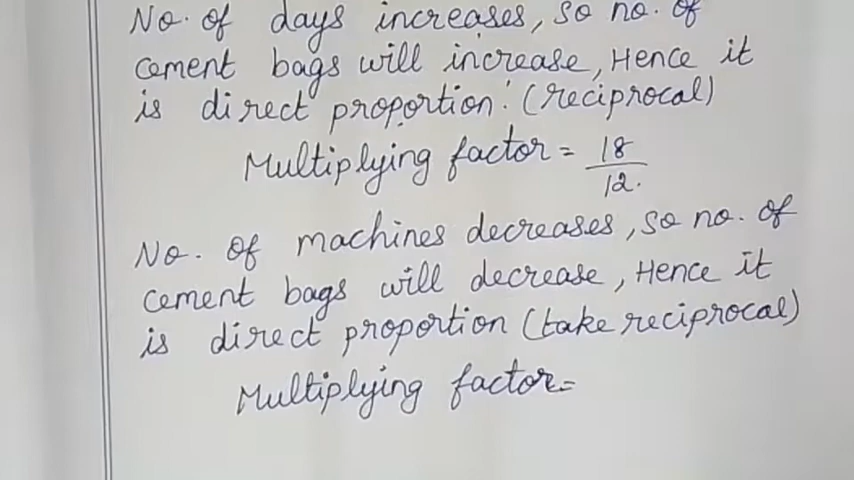 No. of days increases, so no. of
cement bags will increase, Hence it
is direct proportion. (reciprocal)
Multiplying factor = 18/12.
No. of machines decreases, so no. of
cement bags will decrease, Hence it
is direct proportion (take reciprocal)
Multiplying factor=